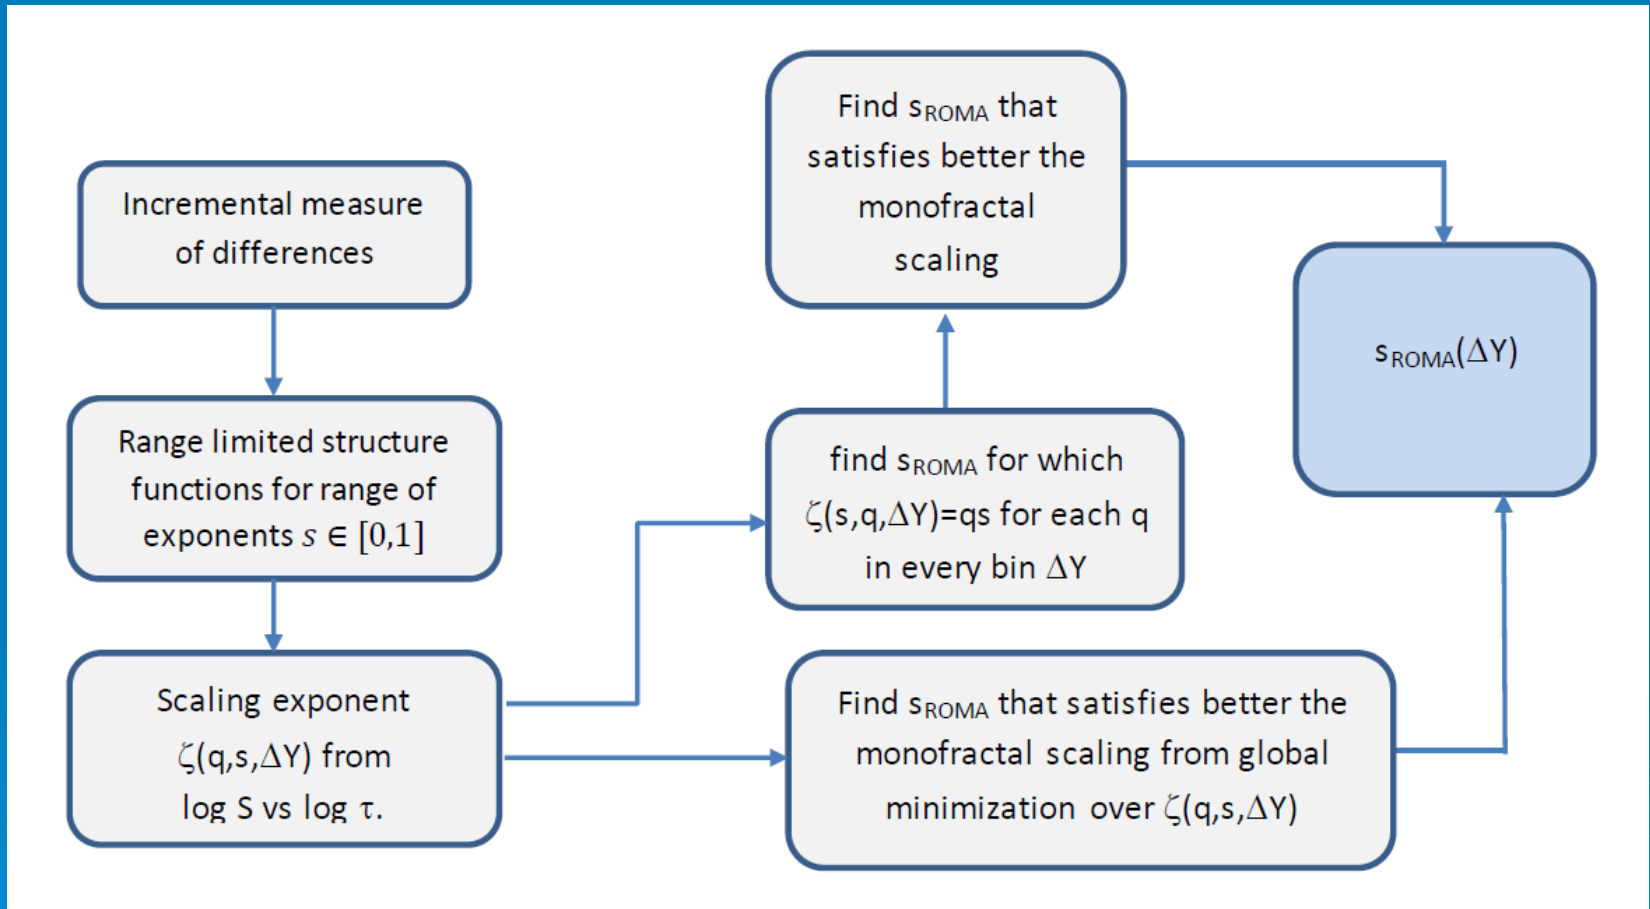 Incremental measure
of differences
Range limited structure
functions for range of
exponents s ∈ [0,1]
Scaling exponent
ζ(q,s,ΔY) from
log S vs log τ.
Find sROMA that
satisfies better the
monofractal
scaling
find sROMA for which
ζ(s,q,ΔY)=qs for each q
in every bin ΔY
Find sROMA that satisfies better the
monofractal scaling from global
minimization over ζ(q,s,ΔY)
sROMA(ΔY)